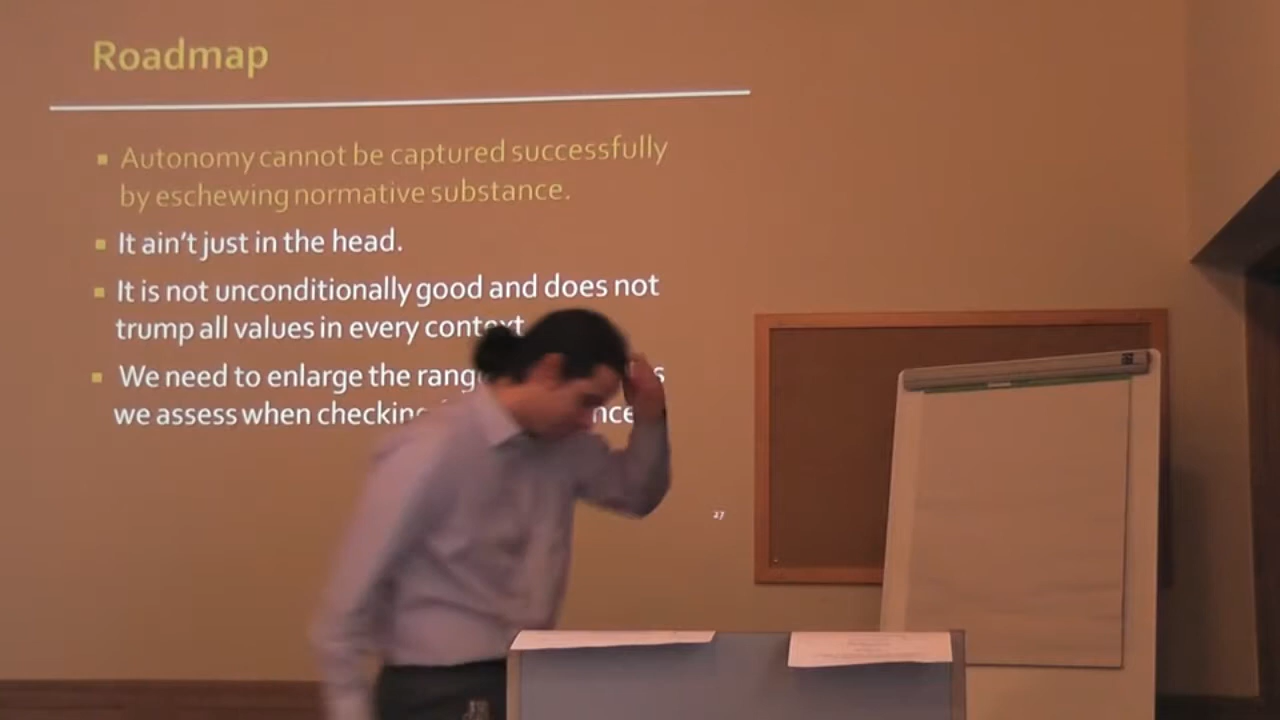 Roadmap
Autonomy cannot be captured successfully
by eschewing normative substance.
It ain't just in the head.
It is not unconditionally good and does not
trump all values in every context
We need to enlarge the
we assess when checking
27